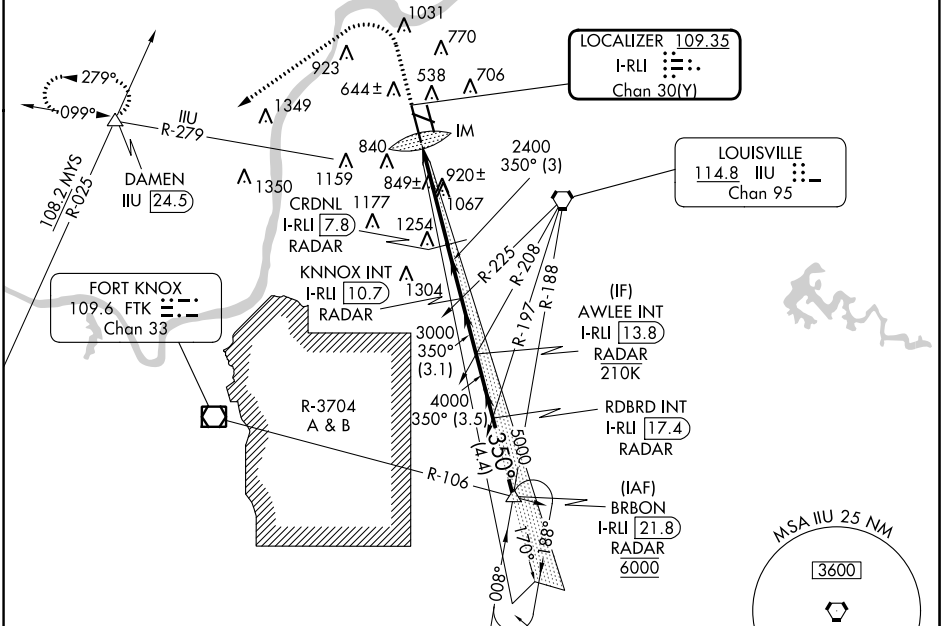 1031
770
923
644±
538
706
LOCALIZER 109.35
I-RLI
Chan 30(Y)
279°
099°
1349
IIU
R-279
IM
DAMEN
IIU 24.5
108.2 MYS
R-025
1350
1159
840
849±
920±
1067
2400
350° (3)
LOUISVILLE
114.8 IIU
Chan 95
CRDNL
I-RLI 7.8
RADAR
1177
1254
KNNOX INT
I-RLI 10.7
RADAR
1304
R-225
R-208
R-197
R-188
FORT KNOX
109.6 FTK
Chan 33
3000
350°
(3.1)
(IF)
AWLEE INT
I-RLI 13.8
RADAR
210K
R-3704
A & B
4000
350° (3.5)
RDBRD INT
I-RLI 17.4
RADAR
350°
5000
(4.4)
R-106
(IAF)
BRBON
I-RLI 21.8
RADAR
6000
170°
188°
008°
MSA IIU 25 NM
3600